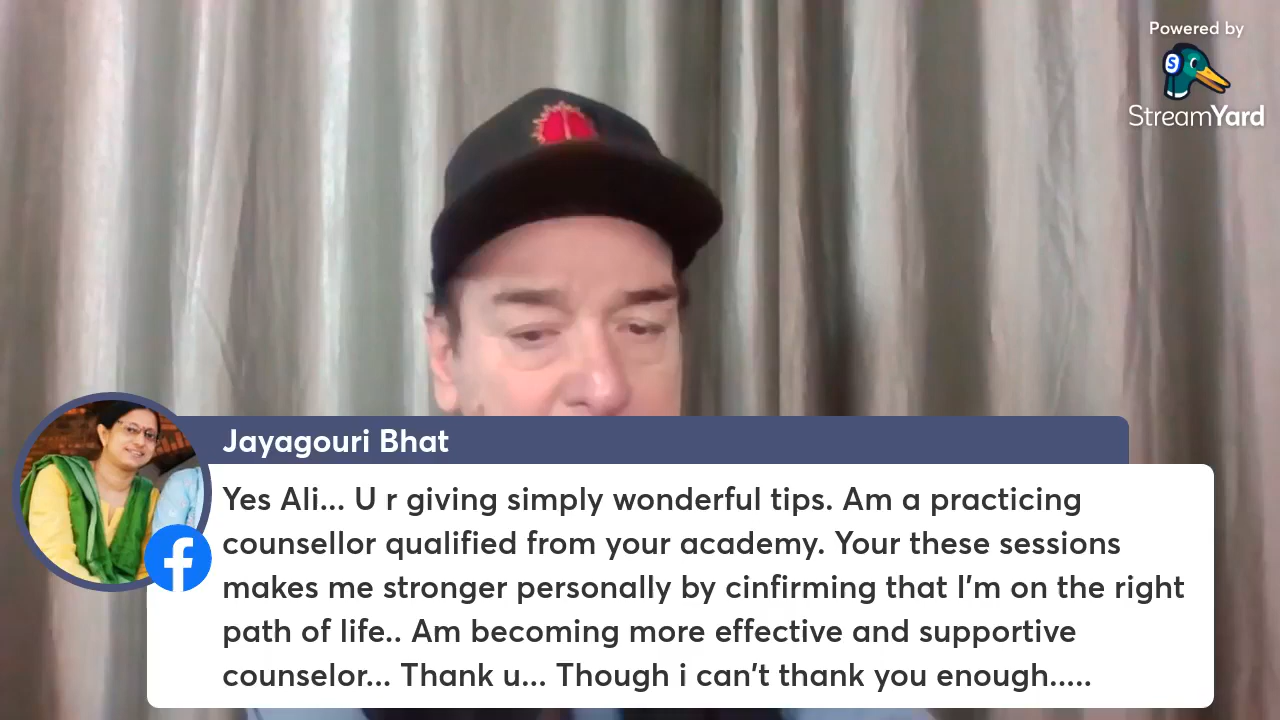 Powered by
S
StreamYard
Jayagouri Bhat
Yes Ali... U r giving simply wonderful tips. Am a practicing
counsellor qualified from your academy. Your these sessions
makes me stronger personally by cinfirming that I'm on the right
path of life.. Am becoming more effective and supportive
counselor... Thank u... Though i can't thank you enough.....